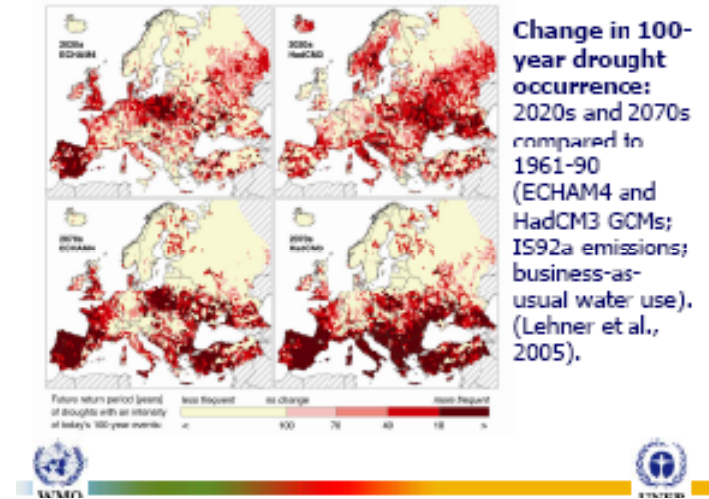 2020s
ECHAM4
2020s
HadCM3
2070s
ECHAM4
2070s
HadCM3
Change in 100-
year drought
occurrence:
2020s and 2070s
compared to
1961-90
(ECHAM4 and
HadCM3 GCMs;
IS92a emissions;
business-as-
usual water use).
(Lehner et al.,
2005).
Future return period [years]
of droughts with an intensity
of today's 100-year events:
less frequent no change more frequent
< 100 70 40 10 >
WMO
UNEP